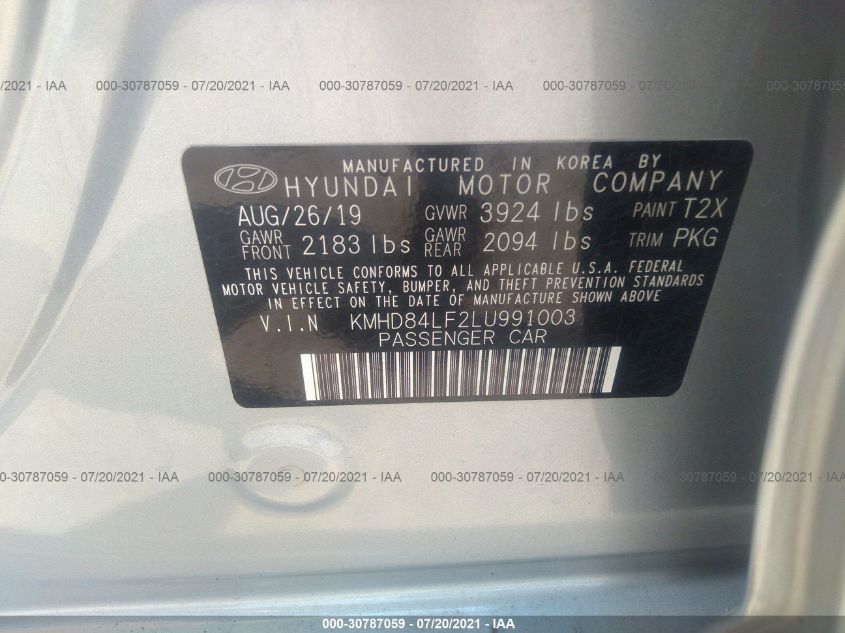 2021 - IAA 000-30787059 - 07/20/2021 - IAA 000-30787059 - 07/20/2021 - IAA 000-30787059 - 07/20/2021 - IAA 000-3078705
MANUFACTURED IN KOREA BY
HYUNDAI MOTOR COMPANY
AUG/26/19 GVWR 3924 lbs PAINT T2X
GAWR FRONT 2183 lbs GAWR REAR 2094 lbs TRIM PKG
THIS VEHICLE CONFORMS TO ALL APPLICABLE U.S.A. FEDERAL
MOTOR VEHICLE SAFETY, BUMPER, AND THEFT PREVENTION STANDARDS
IN EFFECT ON THE DATE OF MANUFACTURE SHOWN ABOVE
V.I.N KMHD84LF2LU991003
PASSENGER CAR
0-30787059 - 07/20/2021 - IAA 000-30787059 - 07/20/2021 - IAA 000-30787059 - 07/20/2021 - IAA 000-30787059 - 07/20/2021
000-30787059 - 07/20/2021 - IAA